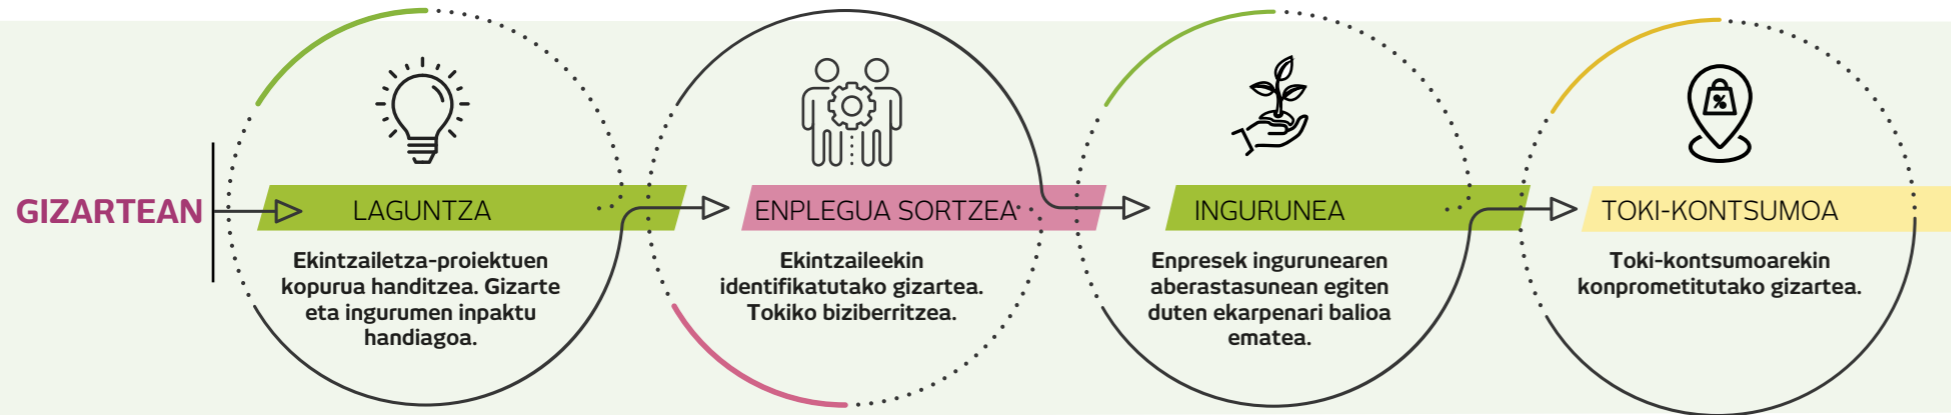 GIZARTEAN
LAGUNTZA
Ekintzailetza-proiektuen
kopurua handitzea. Gizarte
eta ingurumen inpaktu
handiagoa.
ENPLEGUA SORTZEA
Ekintzaileekin
identifikatutako gizartea.
Tokiko biziberritzea.
INGURUNEA
Enpresek ingurunearen
aberastasunean egiten
duten ekarpenari balioa
ematea.
%
TOKI-KONTSUMOA
Toki-kontsumoarekin
konprometitutako gizartea.